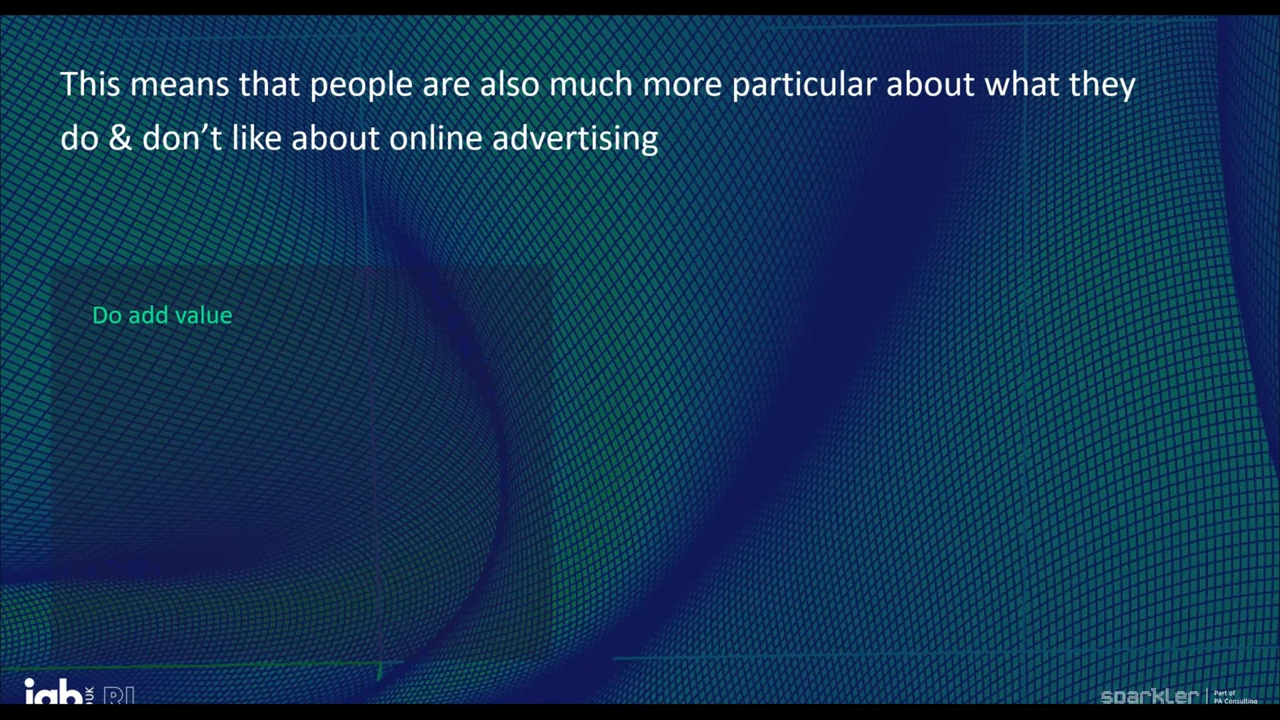 This means that people are also much more particular about what they
do & don’t like about online advertising
Do add value
iab UK RI
sparkler
Part of
PA Consulting